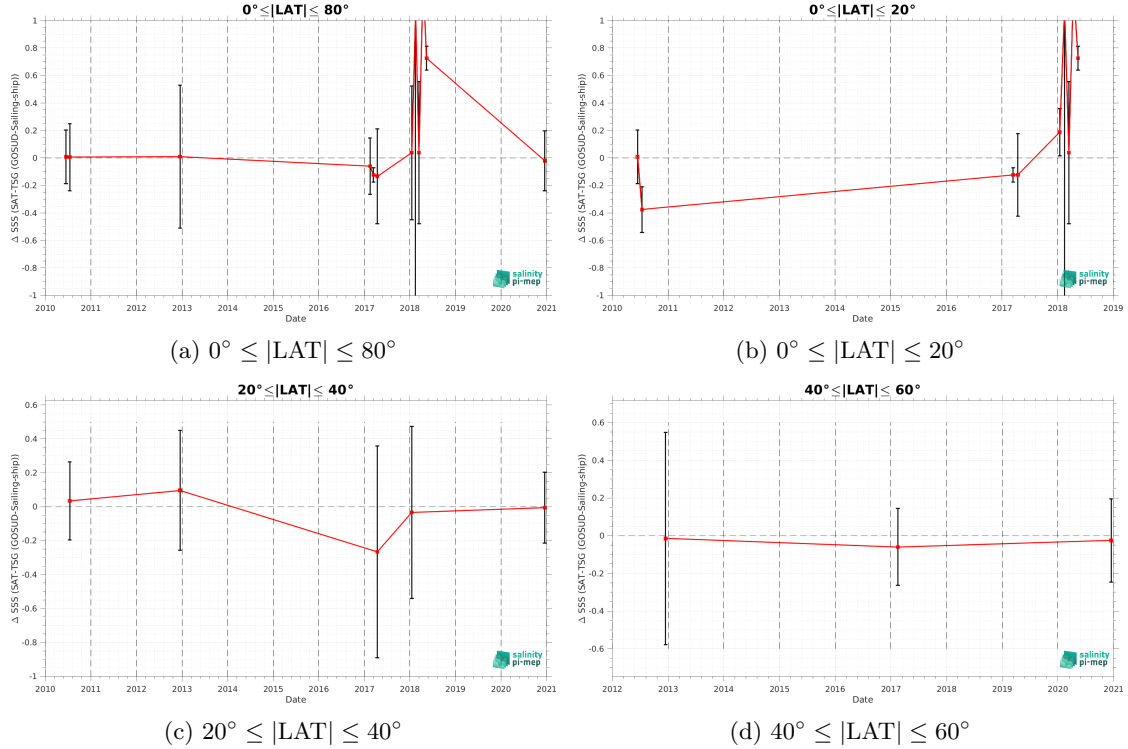 0°≤|LAT|≤ 80°
Δ SSS (SAT-TSG (GOSUD-Sailing-ship))
1
0.8
0.6
0.4
0.2
0
-0.2
-0.4
-0.6
-0.8
-1
2010 2011 2012 2013 2014 2015 2016 2017 2018 2019 2020 2021
Date
salinity
pi-mep
(a) 0° ≤ |LAT| ≤ 80°
0°≤|LAT|≤ 20°
Δ SSS (SAT-TSG (GOSUD-Sailing-ship))
1
0.8
0.6
0.4
0.2
0
-0.2
-0.4
-0.6
-0.8
-1
2010 2011 2012 2013 2014 2015 2016 2017 2018 2019
Date
salinity
pi-mep
(b) 0° ≤ |LAT| ≤ 20°
20°≤|LAT|≤ 40°
Δ SSS (SAT-TSG (GOSUD-Sailing-ship))
0.6
0.4
0.2
0
-0.2
-0.4
-0.6
-0.8
-1
2010 2011 2012 2013 2014 2015 2016 2017 2018 2019 2020 2021
Date
salinity
pi-mep
(c) 20° ≤ |LAT| ≤ 40°
40°≤|LAT|≤ 60°
Δ SSS (SAT-TSG (GOSUD-Sailing-ship))
0.6
0.4
0.2
0
-0.2
-0.4
-0.6
2012 2013 2014 2015 2016 2017 2018 2019 2020 2021
Date
salinity
pi-mep
(d) 40° ≤ |LAT| ≤ 60°